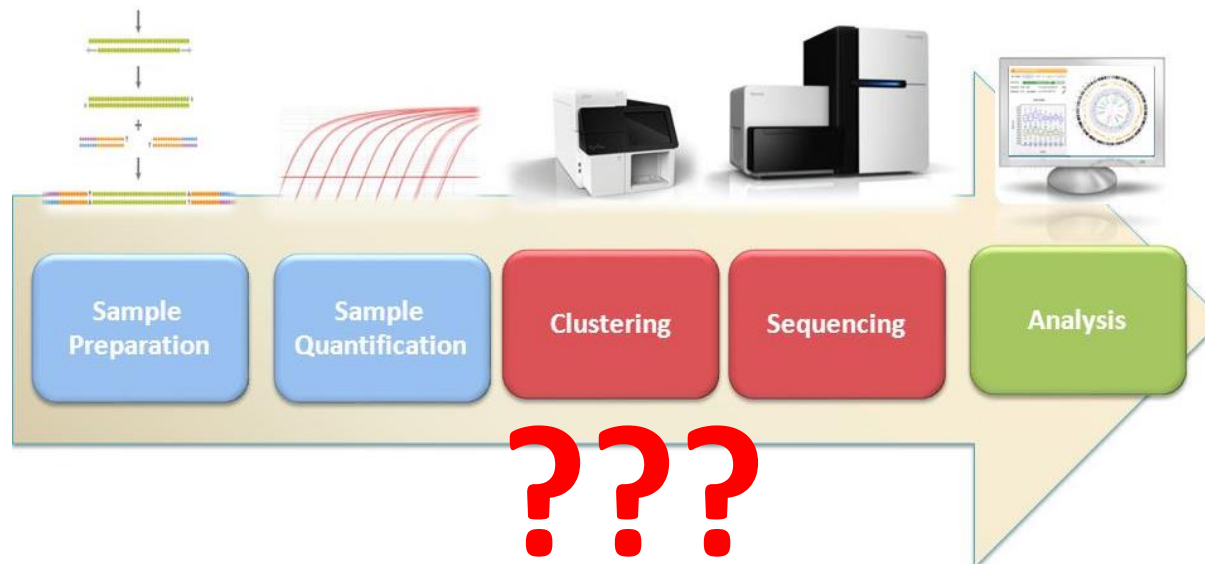 Sample
Preparation
Sample
Quantification
Clustering
Sequencing
Analysis
???